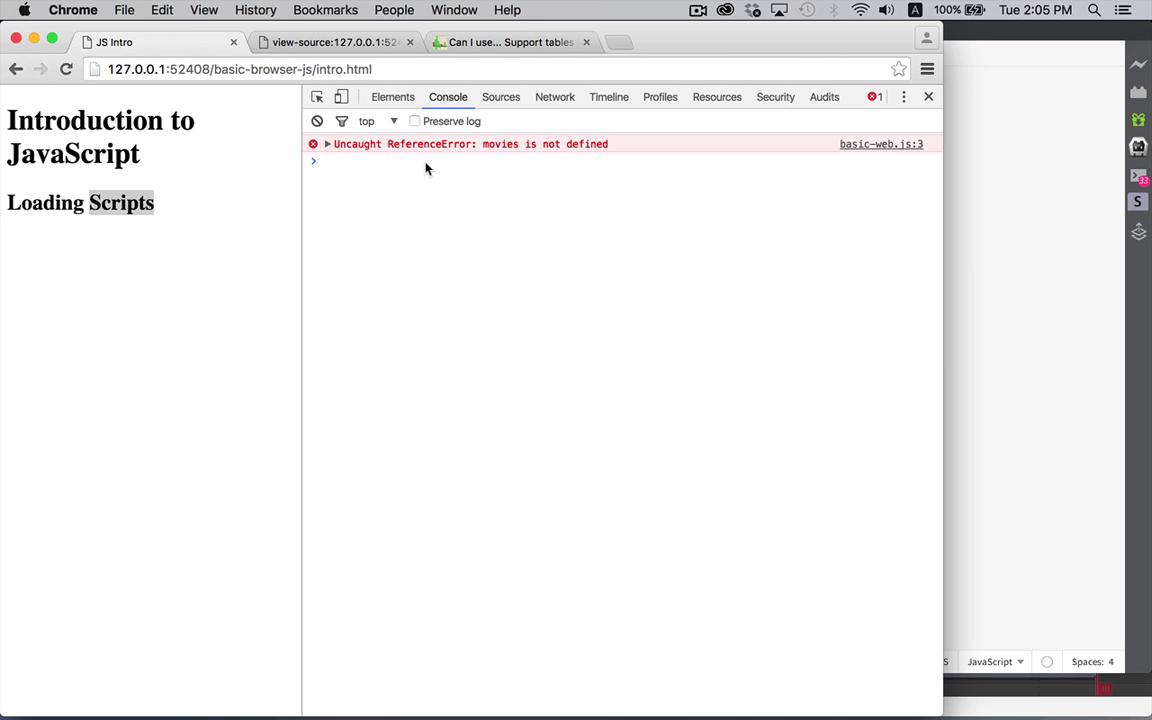 Chrome File Edit View History Bookmarks People Window Help A 100% Tue 2:05 PM
JS Intro view-source:127.0.0.1:524 Can I use... Support tables
127.0.0.1:52408/basic-browser-js/intro.html
Elements Console Sources Network Timeline Profiles Resources Security Audits 1
top Preserve log
Uncaught ReferenceError: movies is not defined basic-web.js:3
>
Introduction to
JavaScript
Loading Scripts
33
S
S JavaScript Spaces: 4